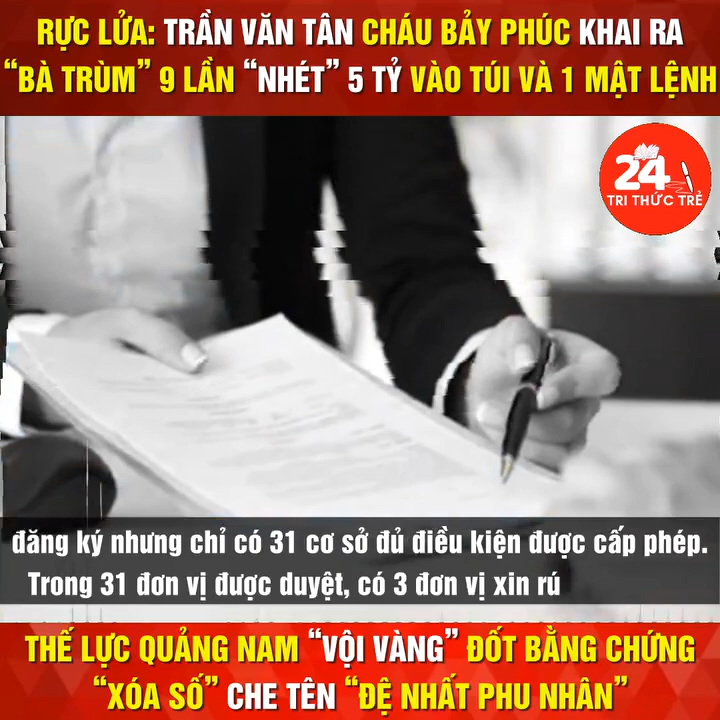 RỰC LỬA: TRẦN VĂN TÂN CHÁU BẢY PHÚC KHAI RA
“BÀ TRÙM” 9 LẦN “NHÉT” 5 TỶ VÀO TÚI VÀ 1 MẬT LỆNH
24
TRI THỨC TRẺ
đăng ký nhưng chỉ có 31 cơ sở đủ điều kiện được cấp phép.
Trong 31 đơn vị được duyệt, có 3 đơn vị xin rú
THẾ LỰC QUẢNG NAM “VỘI VÀNG” ĐỐT BẰNG CHỨNG
“XÓA SỐ” CHE TÊN “ĐỆ NHẤT PHU NHÂN”